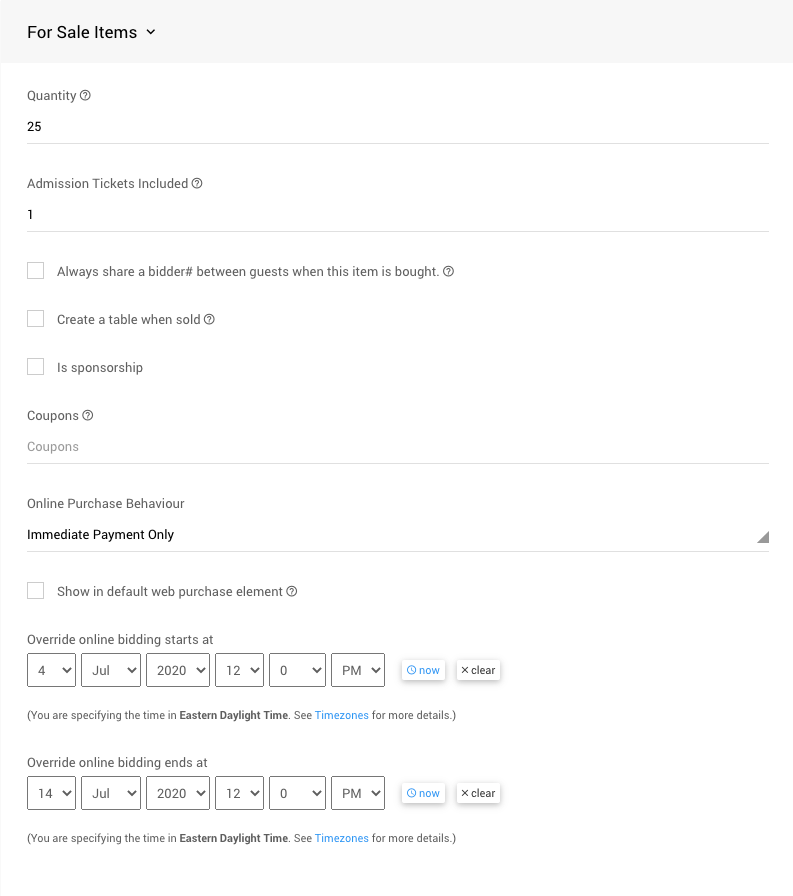 For Sale Items
Quantity
25
Admission Tickets Included
1
Always share a bidder# between guests when this item is bought.
Create a table when sold
Is sponsorship
Coupons
Coupons
Online Purchase Behaviour
Immediate Payment Only
Show in default web purchase element
Override online bidding starts at
4 Jul 2020 12 0 PM now × clear
(You are specifying the time in Eastern Daylight Time. See Timezones for more details.)
Override online bidding ends at
14 Jul 2020 12 0 PM now × clear
(You are specifying the time in Eastern Daylight Time. See Timezones for more details.)